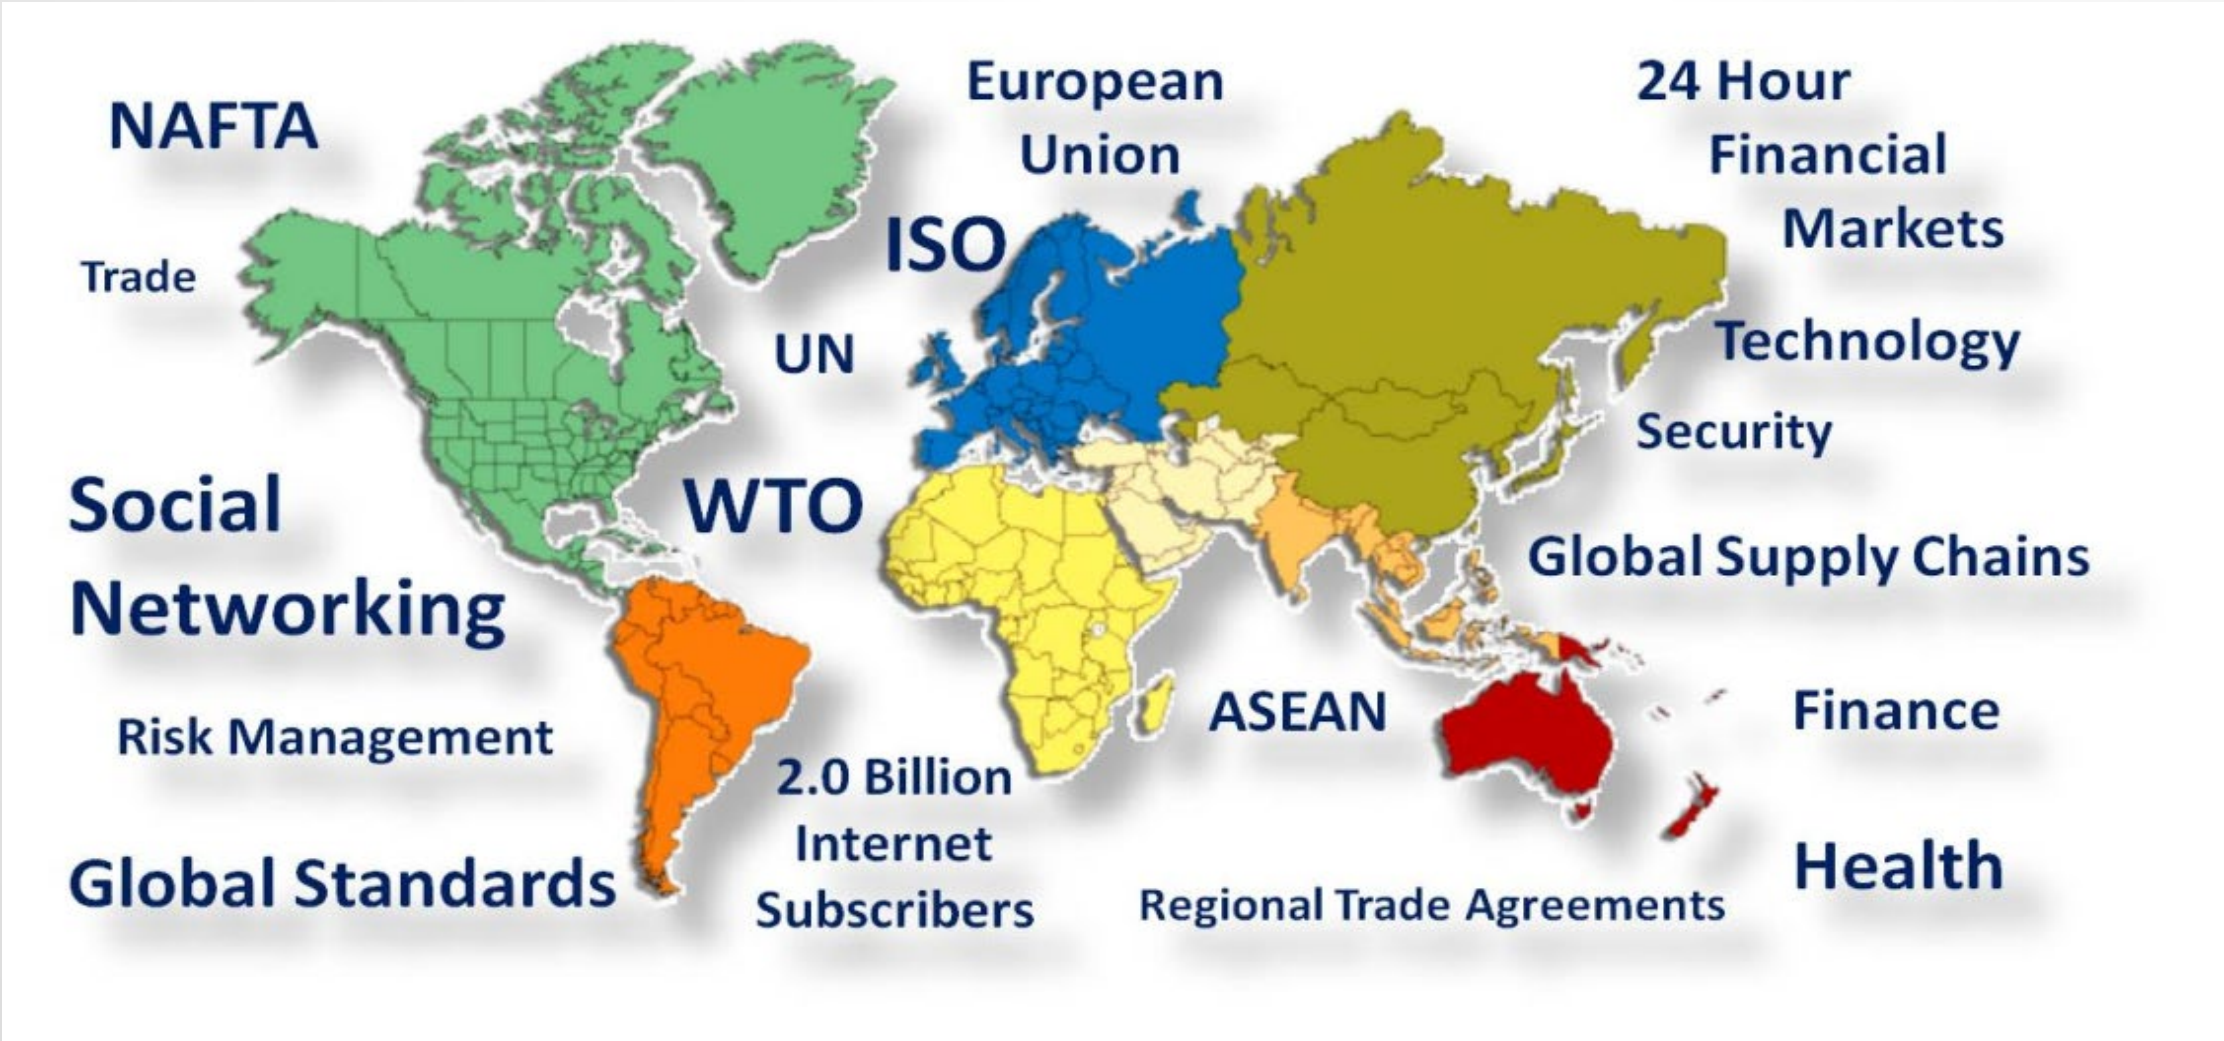 NAFTA
Trade
Social
Networking
Risk Management
Global Standards
European
Union
ISO
UN
WTO
2.0 Billion
Internet
Subscribers
ASEAN
Regional Trade Agreements
24 Hour
Financial
Markets
Technology
Security
Global Supply Chains
Finance
Health